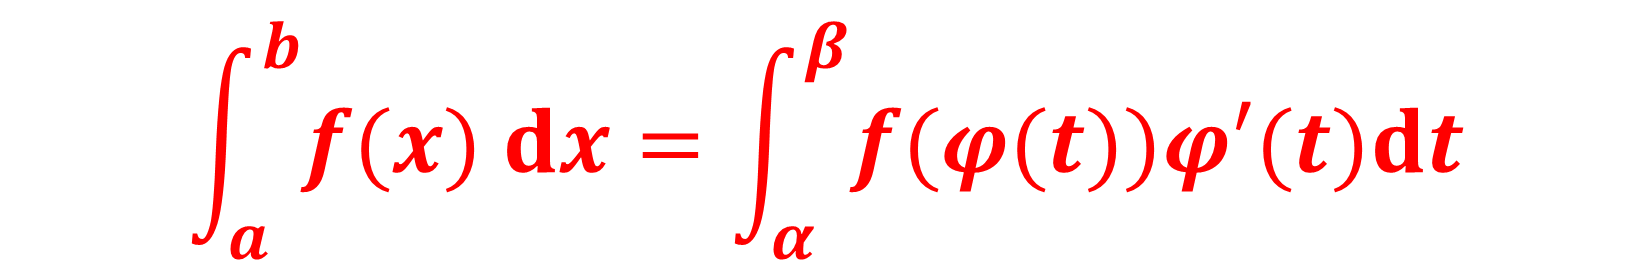 ∫_a^b f(x) dx = ∫_α^β f(φ(t))φ′(t)dt